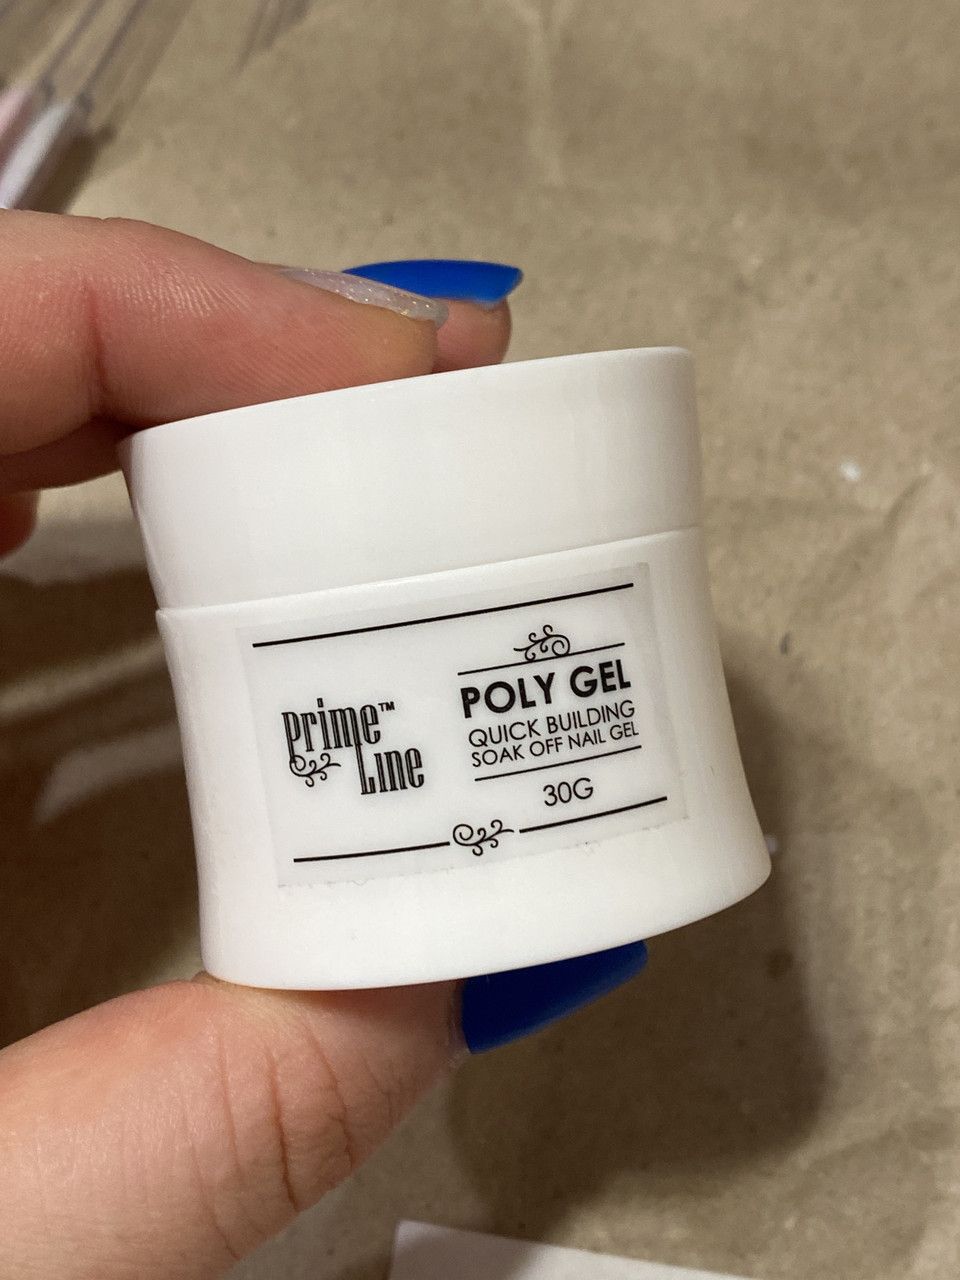 Prime™
Line
POLY GEL
QUICK BUILDING
SOAK OFF NAIL GEL
30G